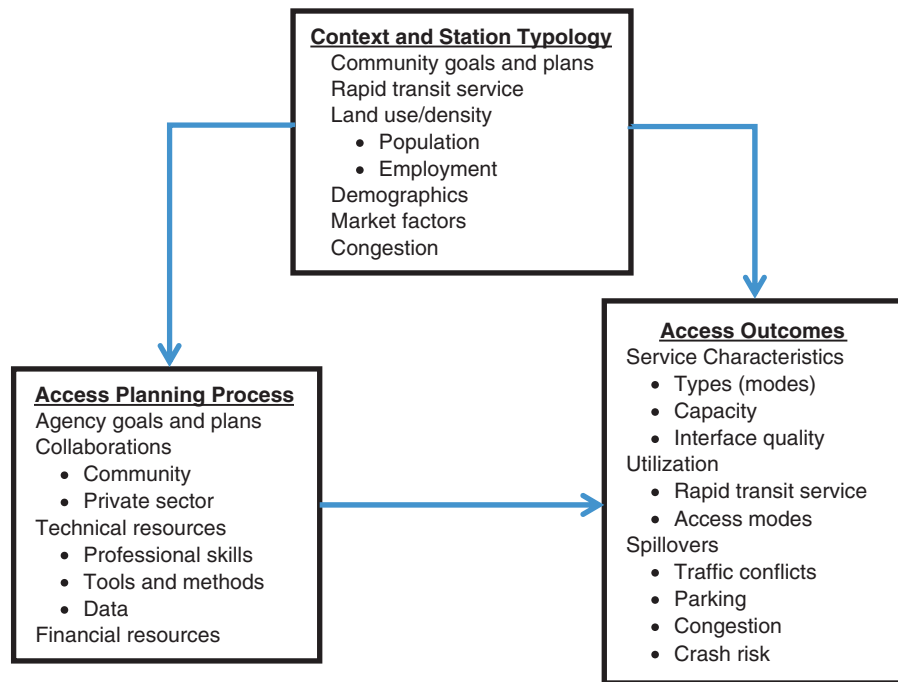 Context and Station Typology
Community goals and plans
Rapid transit service
Land use/density
• Population
• Employment
Demographics
Market factors
Congestion
Access Planning Process
Agency goals and plans
Collaborations
• Community
• Private sector
Technical resources
• Professional skills
• Tools and methods
• Data
Financial resources
Access Outcomes
Service Characteristics
• Types (modes)
• Capacity
• Interface quality
Utilization
• Rapid transit service
• Access modes
Spillovers
• Traffic conflicts
• Parking
• Congestion
• Crash risk